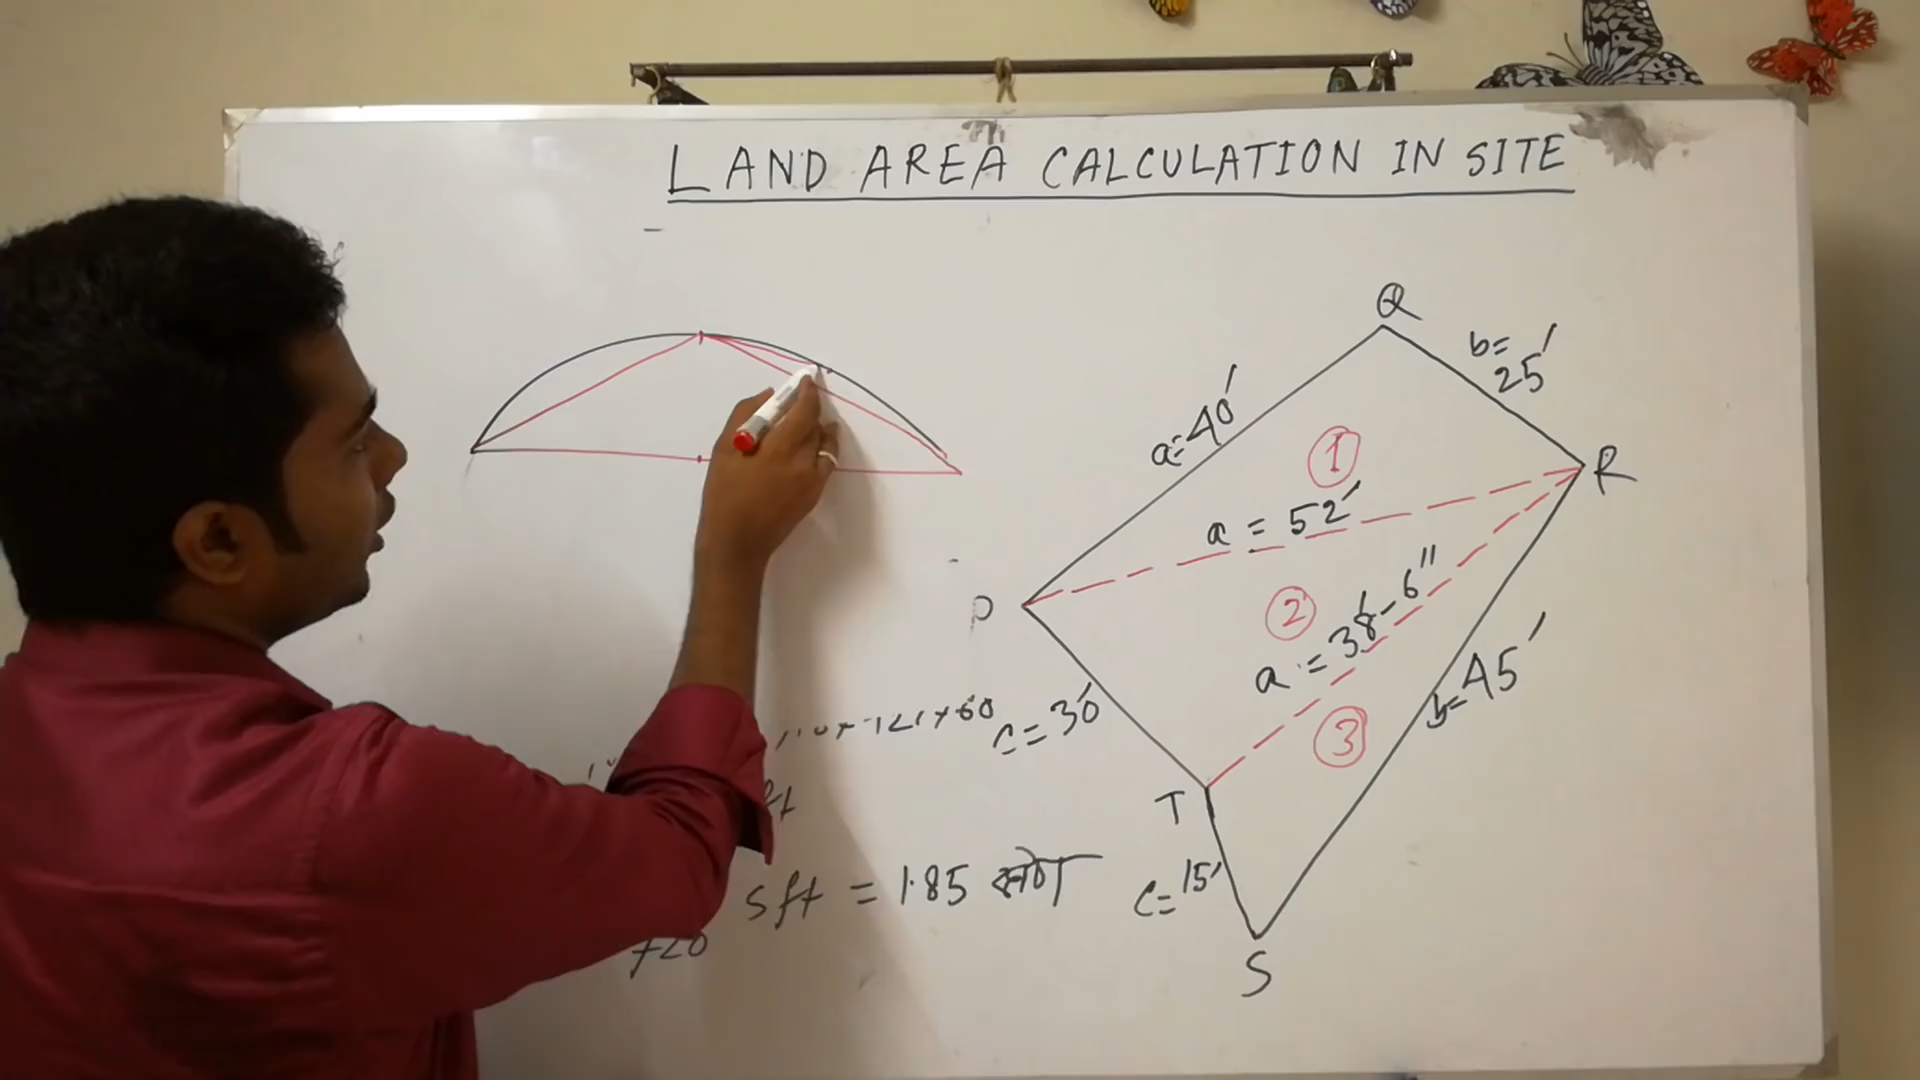 LAND AREA CALCULATION IN SITE
Q
b=
25′
a=40′
1
R
a = 52′
P
2
a = 38′-6″
c=30′
3
b=45′
T
sft = 1.85
c=15′
720
S